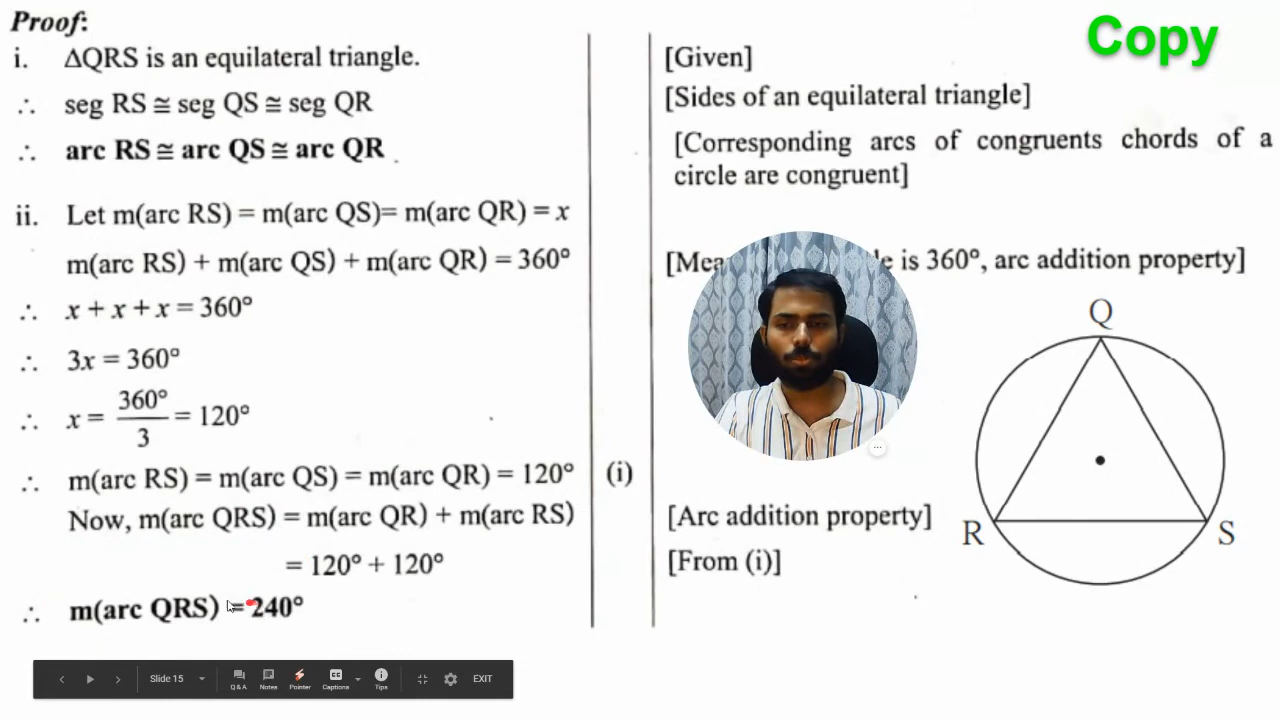 Proof:
Copy
i. ΔQRS is an equilateral triangle. [Given]
∴ seg RS ≅ seg QS ≅ seg QR [Sides of an equilateral triangle]
∴ arc RS ≅ arc QS ≅ arc QR [Corresponding arcs of congruents chords of a
circle are congruent]
ii. Let m(arc RS) = m(arc QS)= m(arc QR) = x
m(arc RS) + m(arc QS) + m(arc QR) = 360° is 360°, arc addition property]
∴ x + x + x = 360°
∴ 3x = 360°
∴ x = 360°/3 = 120°
∴ m(arc RS) = m(arc QS) = m(arc QR) = 120° (i)
Now, m(arc QRS) = m(arc QR) + m(arc RS) [Arc addition property]
= 120° + 120° [From (i)]
∴ m(arc QRS) = 240°
Q
R
S
Slide 15
Q & A
Notes
Pointer
CC
Captions
Tips
EXIT